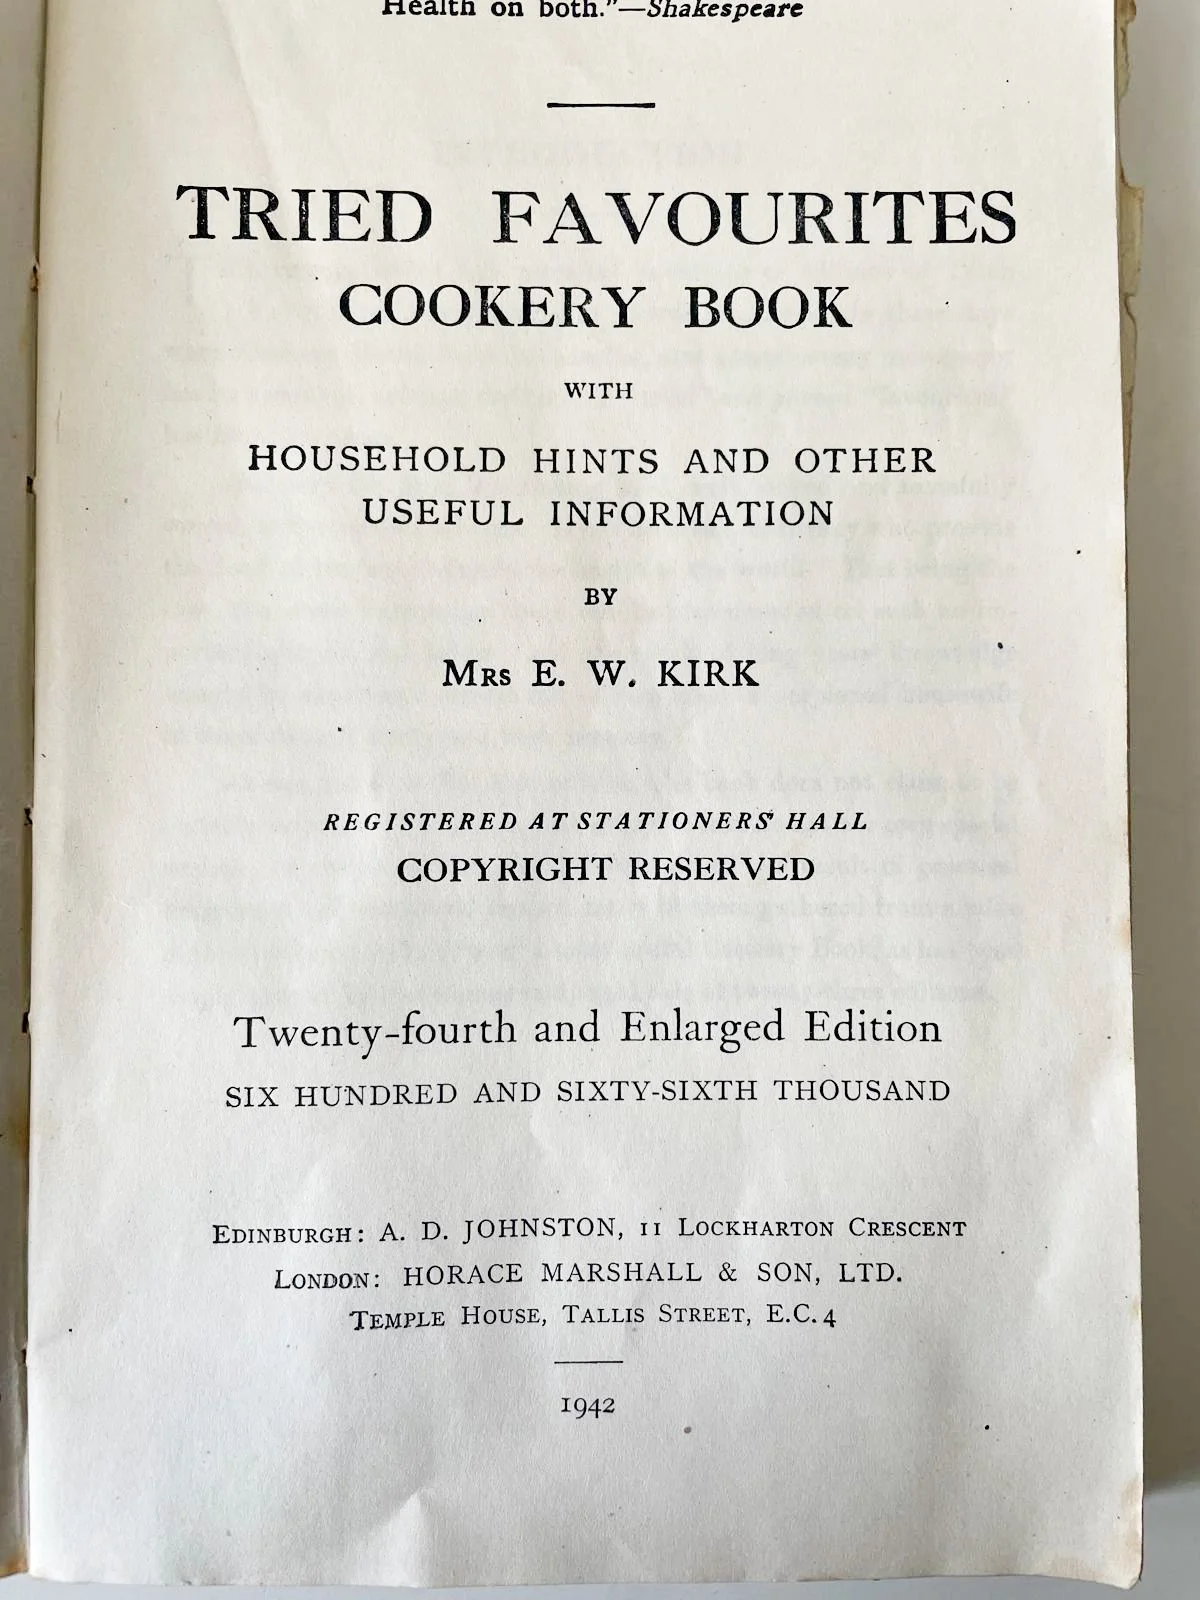 Health on both."—Shakespeare
TRIED FAVOURITES
COOKERY BOOK
WITH
HOUSEHOLD HINTS AND OTHER
USEFUL INFORMATION
BY
MRS E. W. KIRK
REGISTERED AT STATIONERS' HALL
COPYRIGHT RESERVED
Twenty-fourth and Enlarged Edition
SIX HUNDRED AND SIXTY-SIXTH THOUSAND
EDINBURGH: A. D. JOHNSTON, 11 LOCKHARTON CRESCENT
LONDON: HORACE MARSHALL & SON, LTD.
TEMPLE HOUSE, TALLIS STREET, E.C. 4
1942